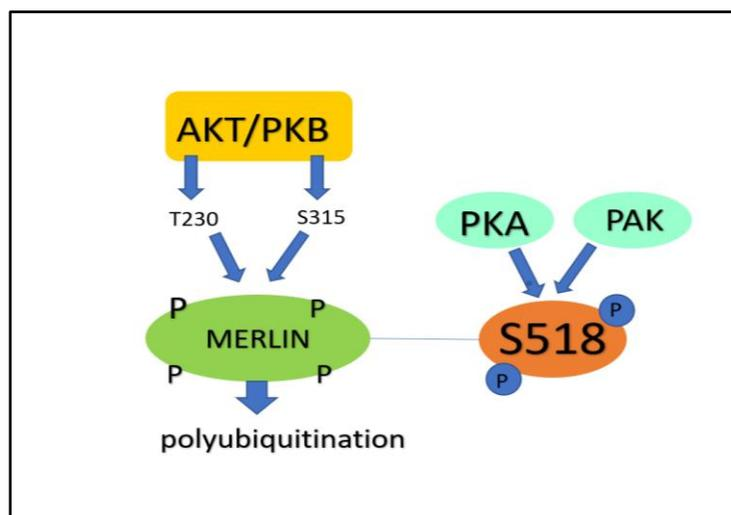 AKT/PKB
T230
S315
PKA
PAK
P
P
MERLIN
P
P
S518
P
P
polyubiquitination